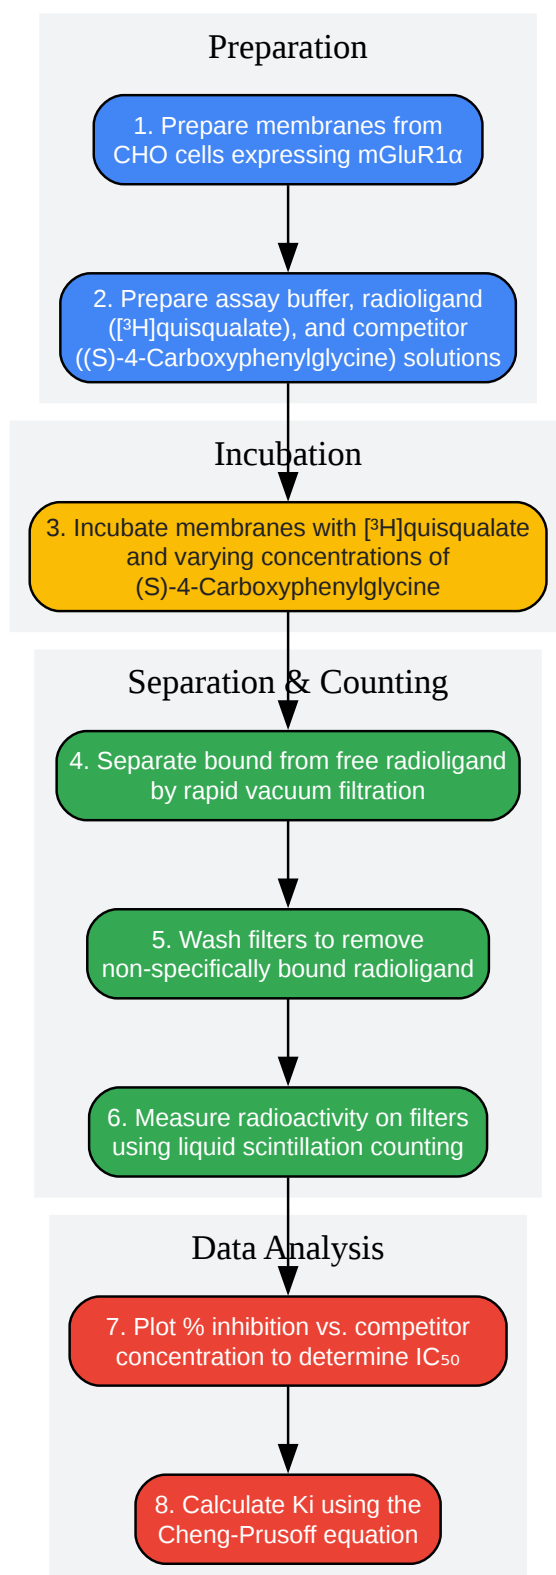 Preparation
1. Prepare membranes from
CHO cells expressing mGluR1α
2. Prepare assay buffer, radioligand
([³H]quisqualate), and competitor
((S)-4-Carboxyphenylglycine) solutions
Incubation
3. Incubate membranes with [³H]quisqualate
and varying concentrations of
(S)-4-Carboxyphenylglycine
Separation & Counting
4. Separate bound from free radioligand
by rapid vacuum filtration
5. Wash filters to remove
non-specifically bound radioligand
6. Measure radioactivity on filters
using liquid scintillation counting
Data Analysis
7. Plot % inhibition vs. competitor
concentration to determine IC₅₀
8. Calculate Ki using the
Cheng-Prusoff equation